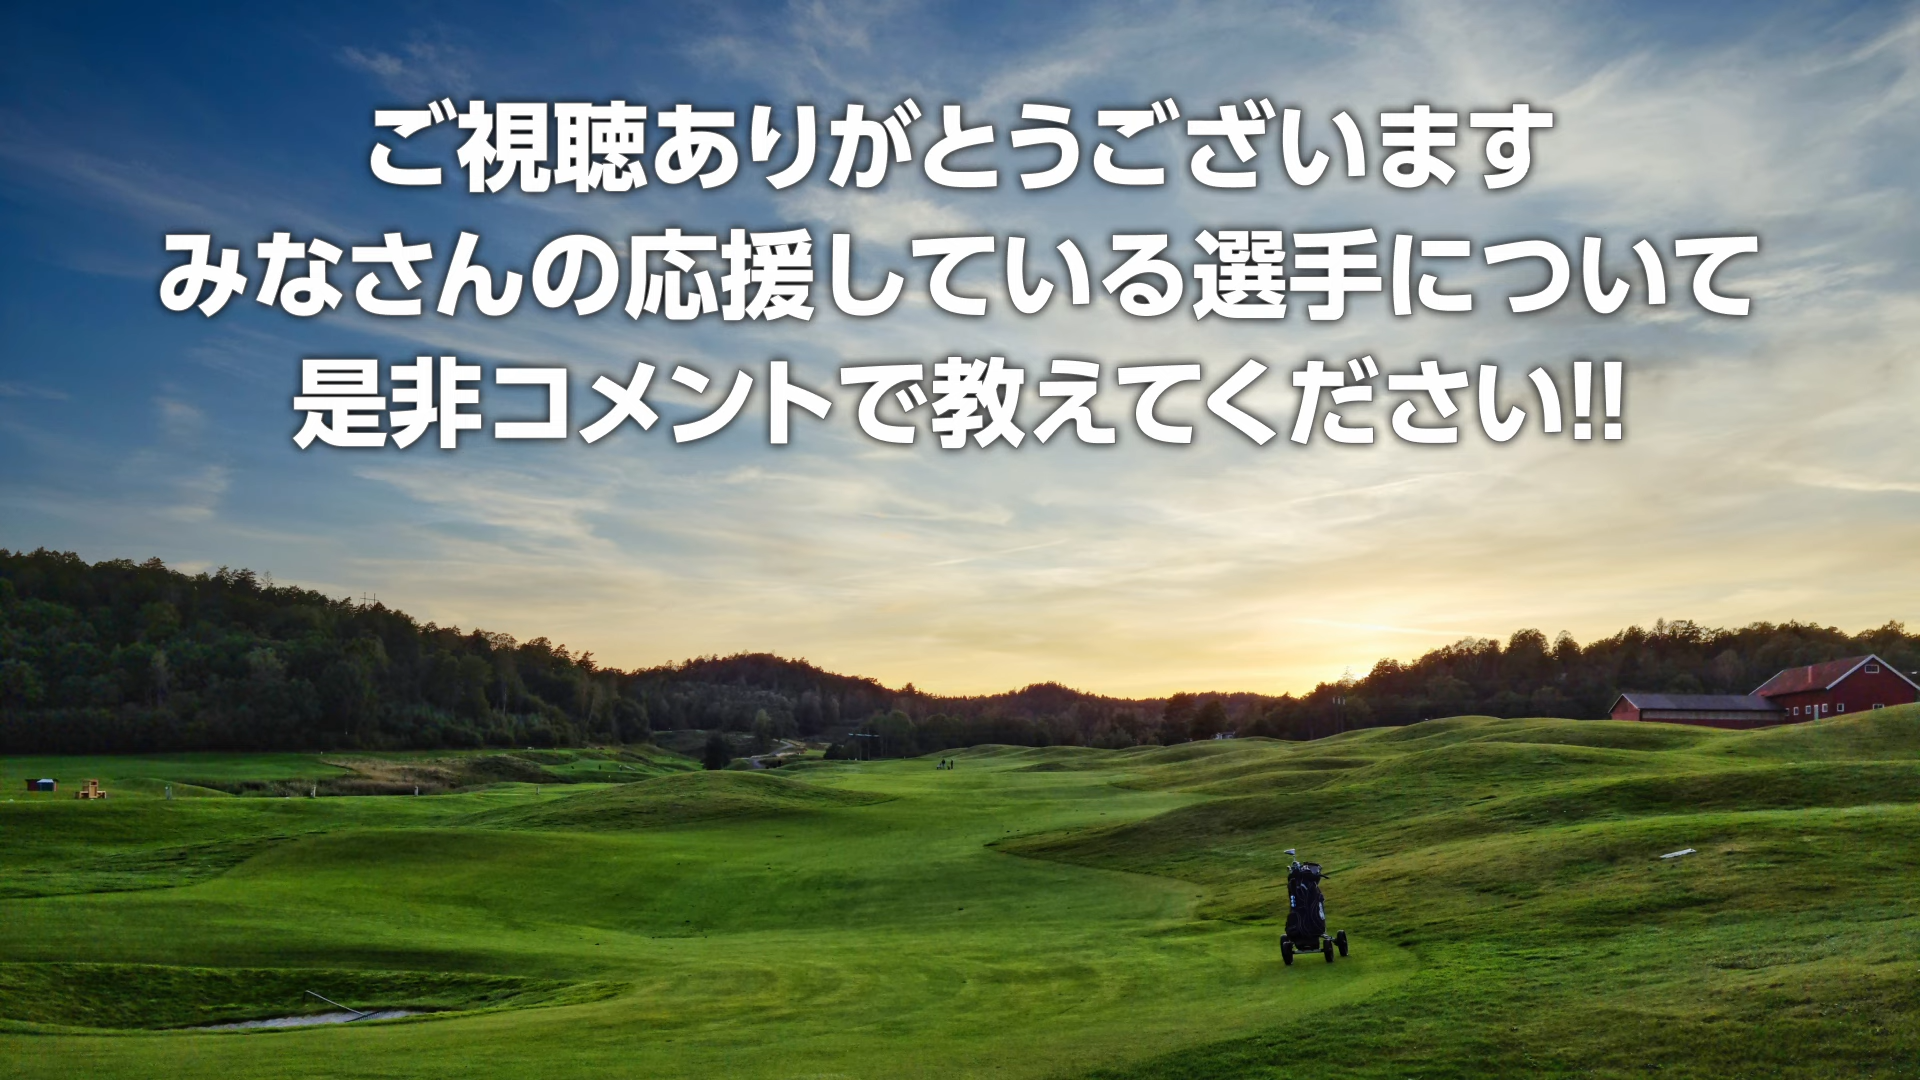 ご視聴ありがとうございます
みなさんの応援している選手について
是非コメントで教えてください!!